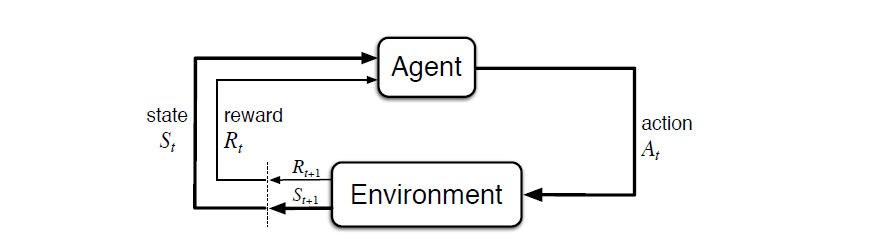 Agent
state
S_t
reward
R_t
action
A_t
R_{t+1}
S_{t+1}
Environment